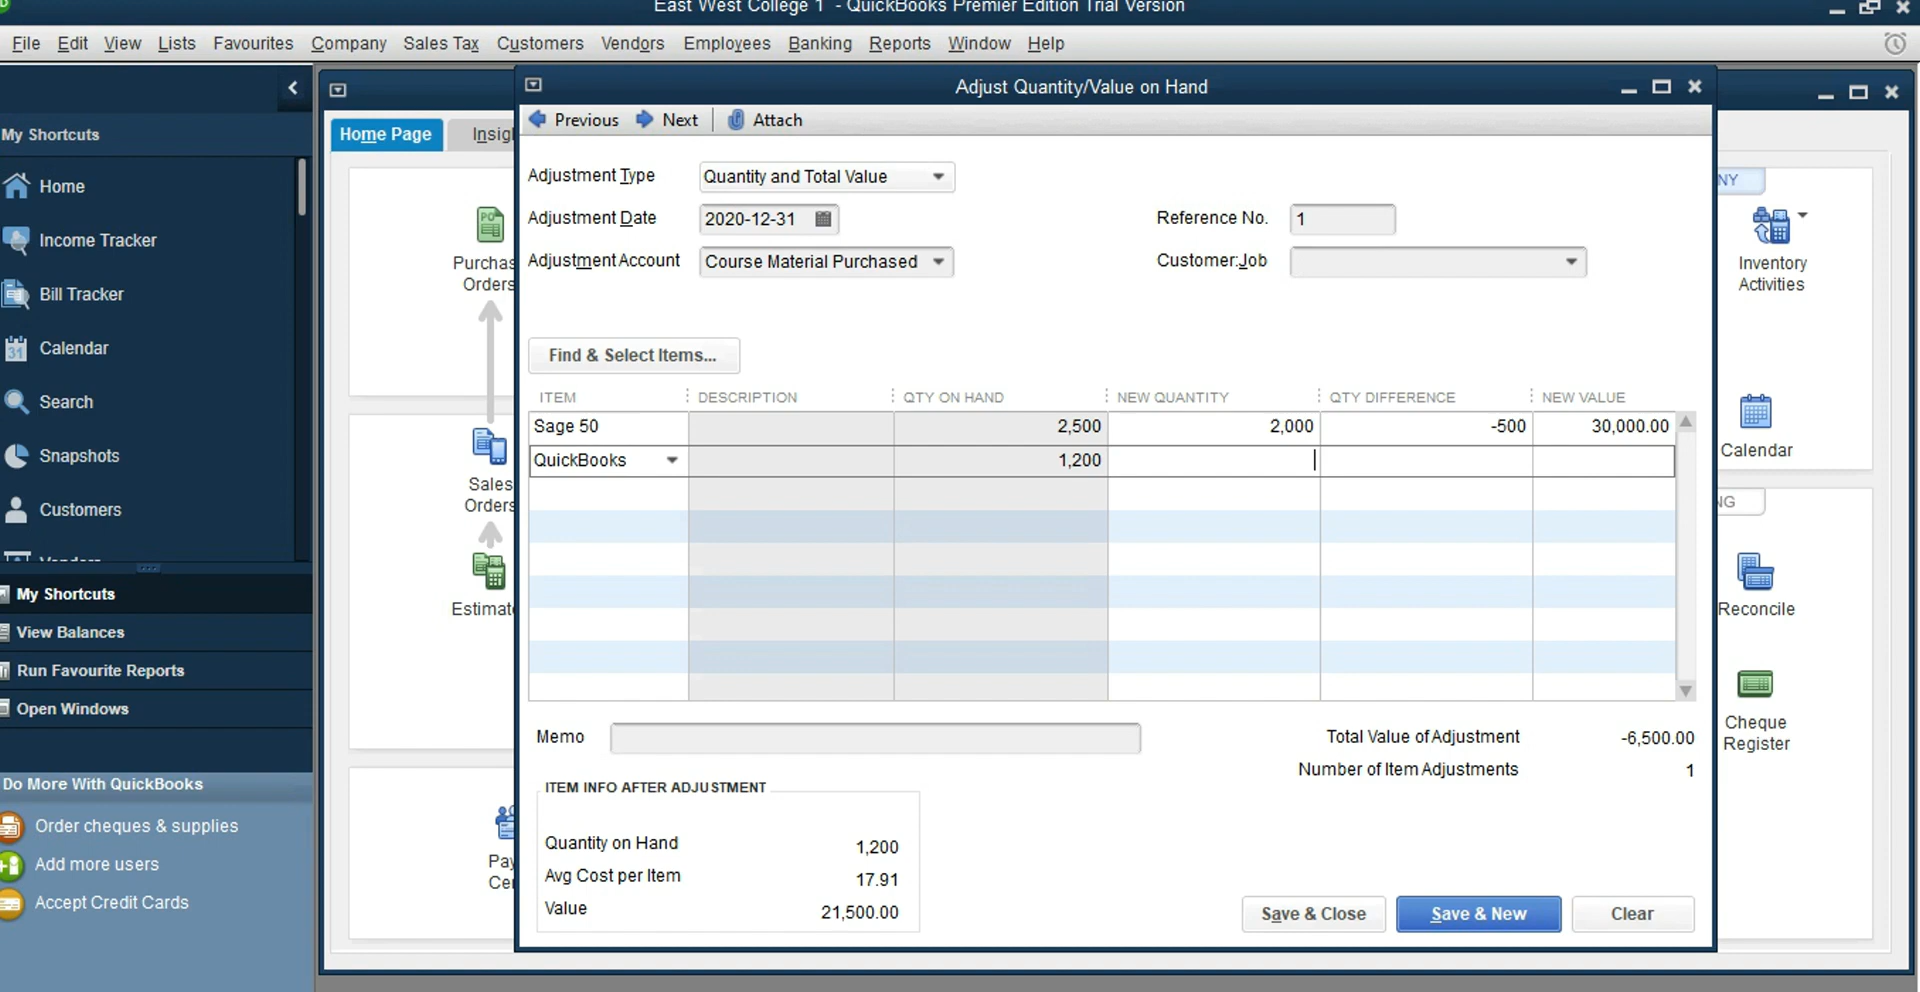 East West College 1 - QuickBooks Premier Edition Trial Version
File Edit View Lists Favourites Company Sales Tax Customers Vendors Employees Banking Reports Window Help
My Shortcuts
Home
Income Tracker
Bill Tracker
Calendar
Search
Snapshots
Customers
My Shortcuts
View Balances
Run Favourite Reports
Open Windows
Do More With QuickBooks
Order cheques & supplies
Add more users
Accept Credit Cards
Home Page Insig
Purchas
Orders
Sales
Orders
Estimat
Pay
Cen
Adjust Quantity/Value on Hand
Previous Next Attach
Adjustment Type Quantity and Total Value
Adjustment Date 2020-12-31 Reference No. 1
Adjustment Account Course Material Purchased Customer:Job
Find & Select Items...
ITEM DESCRIPTION QTY ON HAND NEW QUANTITY QTY DIFFERENCE NEW VALUE
Sage 50 2,500 2,000 -500 30,000.00
QuickBooks 1,200
Memo Total Value of Adjustment -6,500.00
Number of Item Adjustments 1
ITEM INFO AFTER ADJUSTMENT
Quantity on Hand 1,200
Avg Cost per Item 17.91
Value 21,500.00
Save & Close Save & New Clear
NY
Inventory
Activities
31
Calendar
NG
Reconcile
Cheque
Register